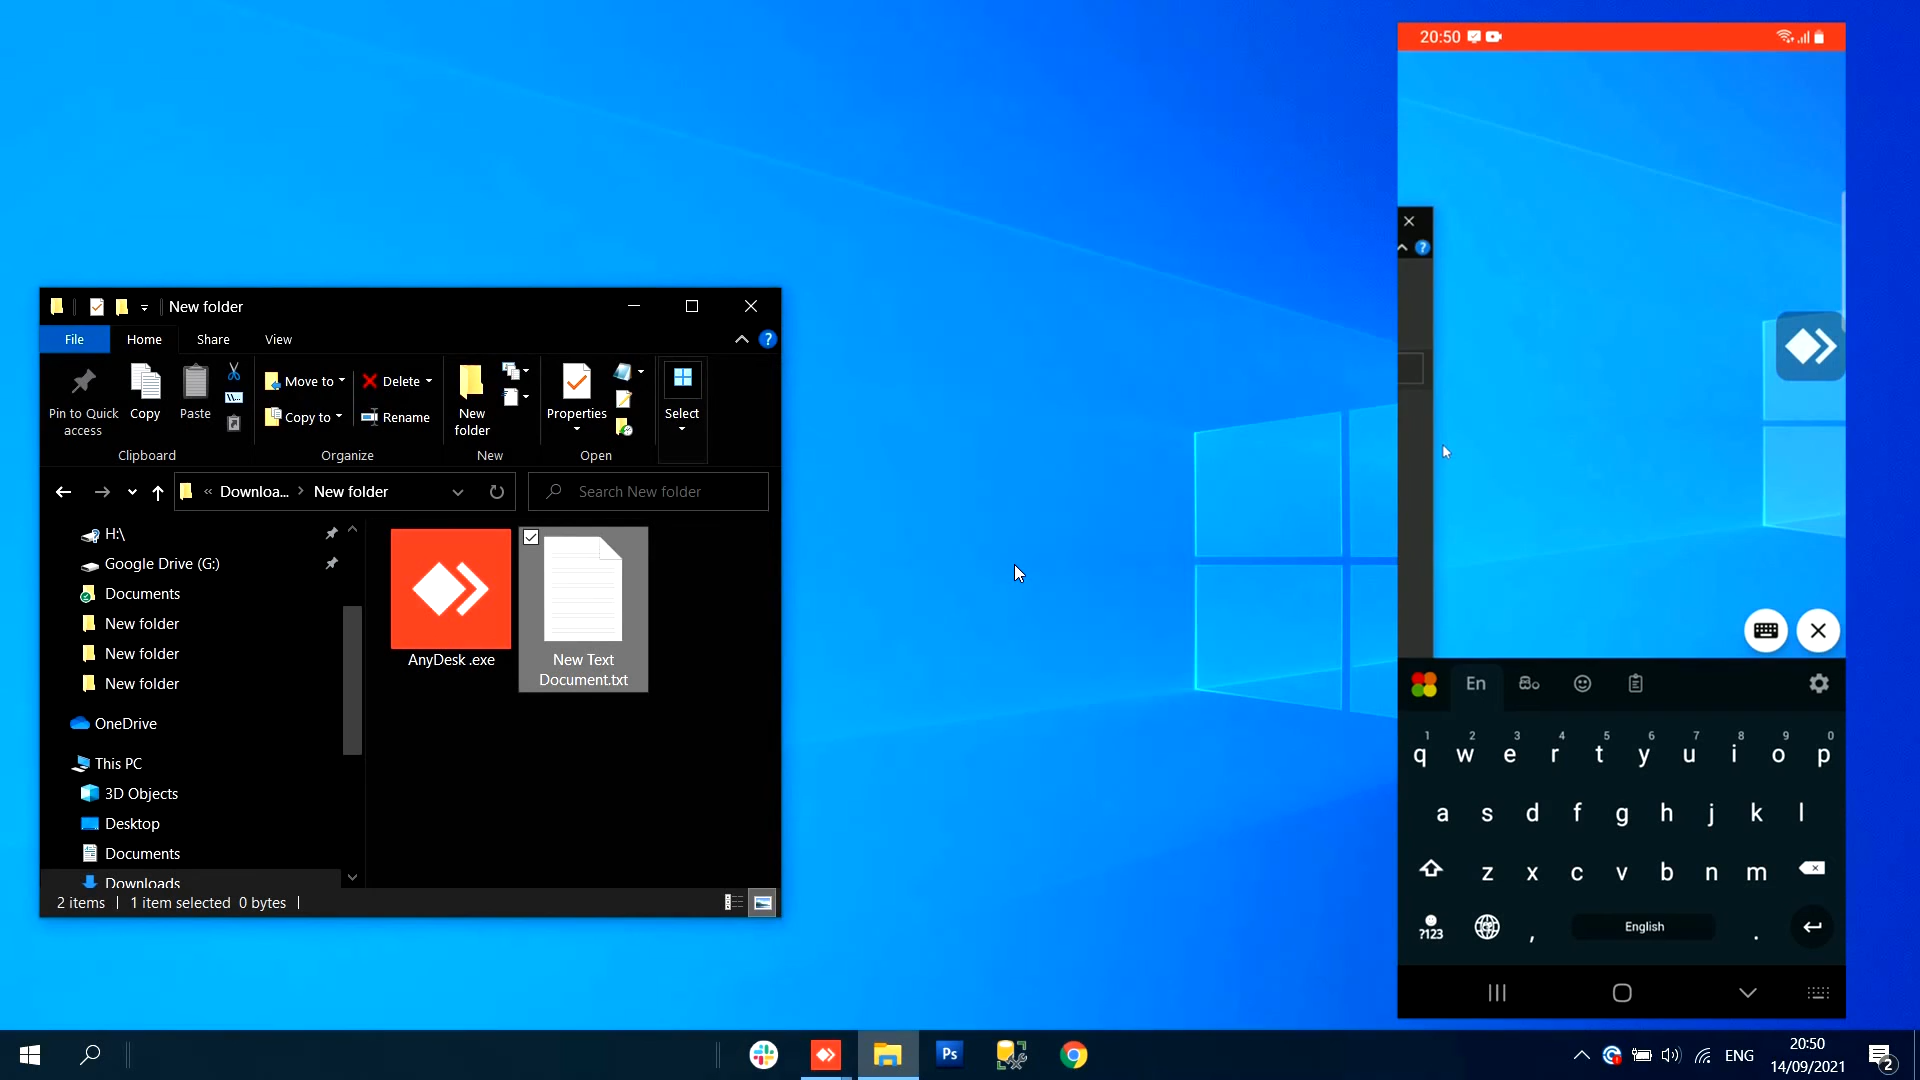 20:50
New folder
File Home Share View
Pin to Quick access
Copy
Paste
Move to
Copy to
Delete
Rename
New folder
Properties
Select
Clipboard Organize New Open
« Downloa... New folder
Search New folder
H:\
Google Drive (G:)
Documents
New folder
New folder
New folder
OneDrive
This PC
3D Objects
Desktop
Documents
Downloads
AnyDesk .exe
New Text
Document.txt
2 items 1 item selected 0 bytes
En
1 2 3 4 5 6 7 8 9 0
q w e r t y u i o p
a s d f g h j k l
z x c v b n m
?123 , English .
Ps
ENG
20:50
14/09/2021
2